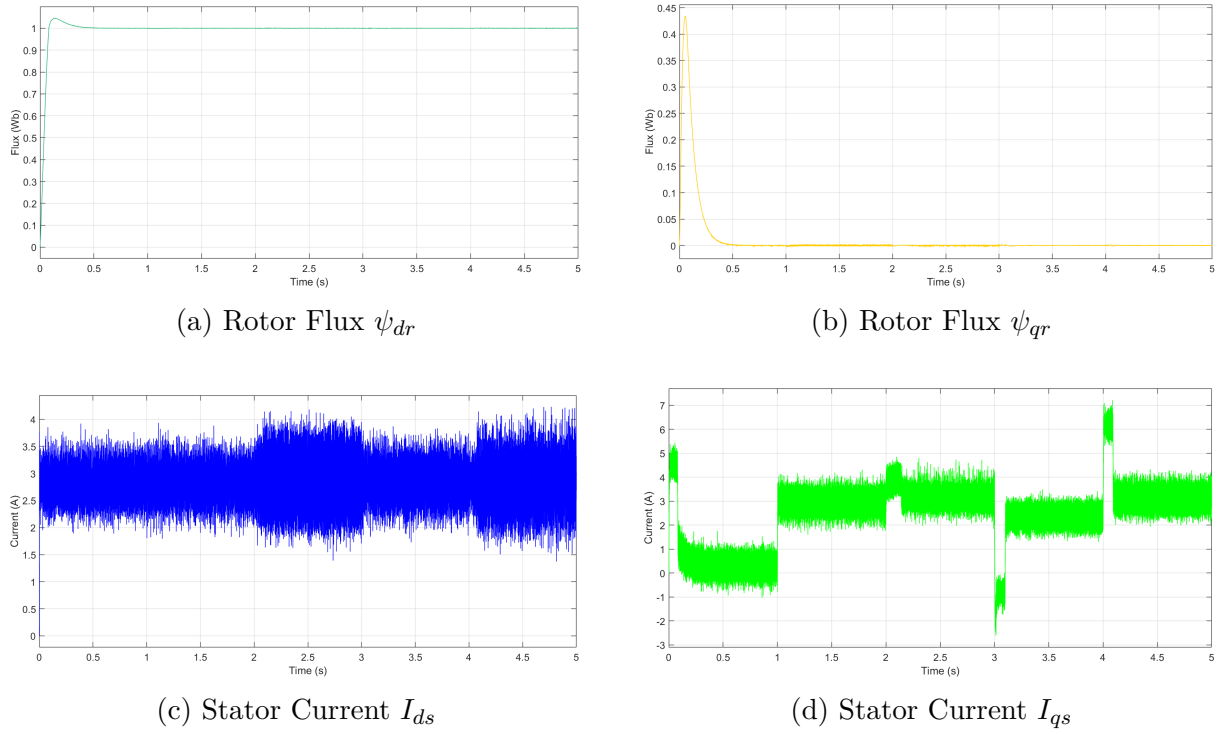 1
0.9
0.8
0.7
0.6
0.5
0.4
0.3
0.2
0.1
0
Flux (Wb)
0 0.5 1 1.5 2 2.5 3 3.5 4 4.5 5
Time (s)
(a) Rotor Flux ψdr
0.45
0.4
0.35
0.3
0.25
0.2
0.15
0.1
0.05
0
Flux (Wb)
0 0.5 1 1.5 2 2.5 3 3.5 4 4.5 5
Time (s)
(b) Rotor Flux ψqr
4
3.5
3
2.5
2
1.5
1
0.5
0
Current (A)
0 0.5 1 1.5 2 2.5 3 3.5 4 4.5 5
Time (s)
(c) Stator Current Ids
7
6
5
4
3
2
1
0
-1
-2
-3
Current (A)
0 0.5 1 1.5 2 2.5 3 3.5 4 4.5 5
Time (s)
(d) Stator Current Iqs